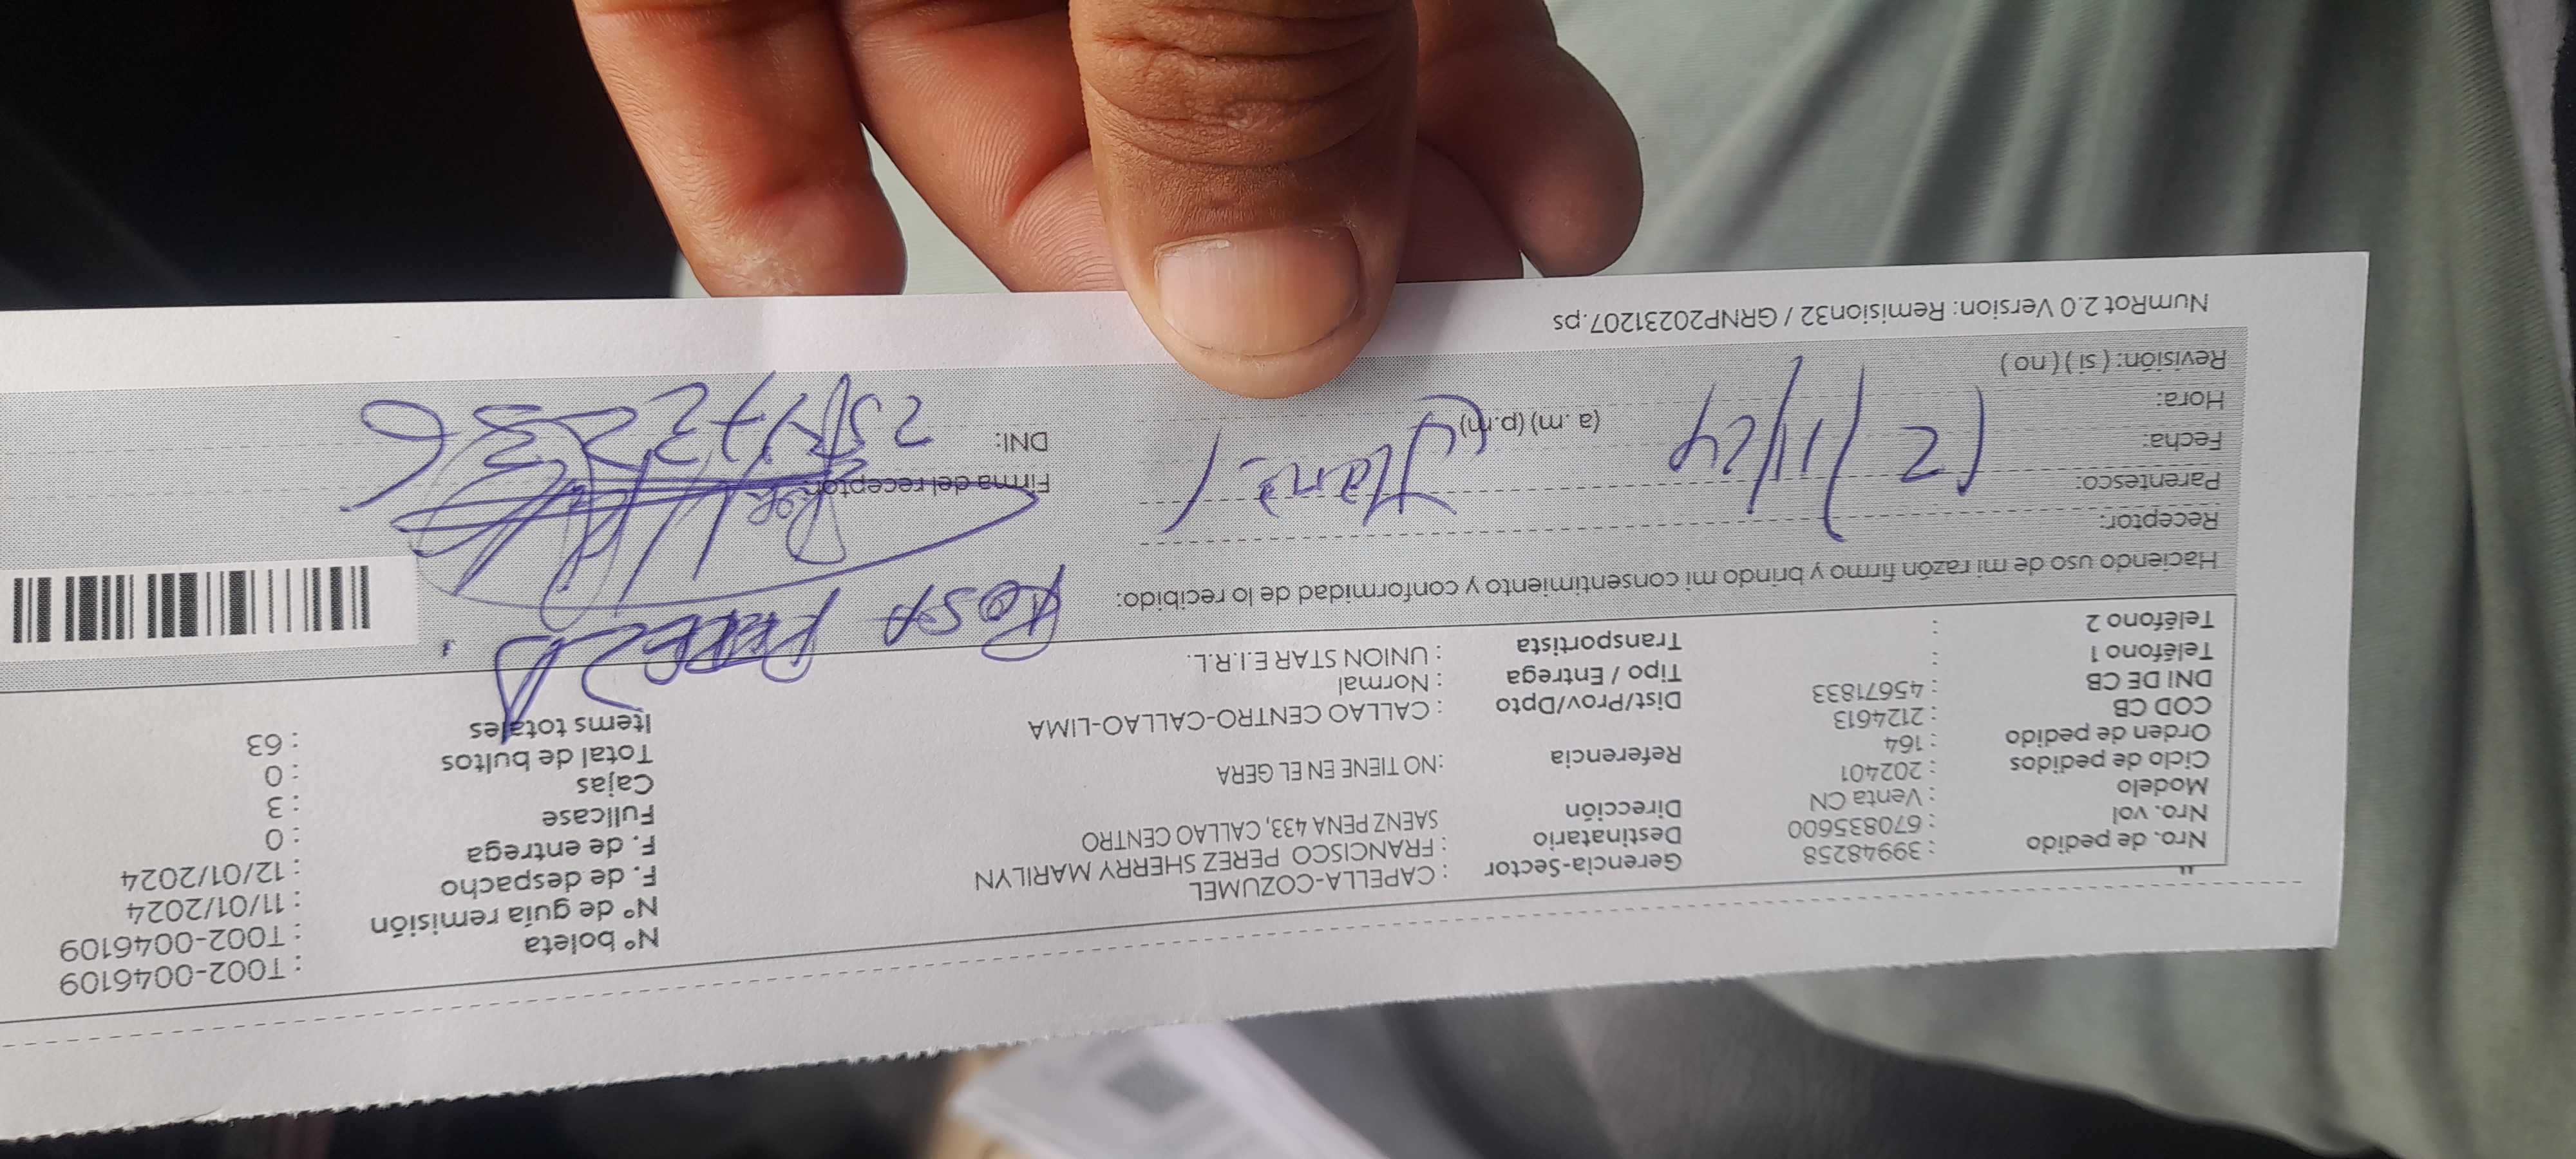 Nro. de pedido : 39948258
Nro. vol : 670835600
Modelo : Venta CN
Ciclo de pedidos : 202401
Orden de pedido : 164
COD CB : 2124613
DNI DE CB : 45671833
Teléfono 1 :
Teléfono 2 :
Gerencia-Sector : CAPELLA-COZUMEL
Destinatario : FRANCISCO PEREZ SHERRY MARILYN
Dirección SAENZ PENA 433, CALLAO CENTRO
Referencia :NO TIENE EN EL GERA
Dist/Prov/Dpto : CALLAO CENTRO-CALLAO-LIMA
Tipo / Entrega : Normal
Transportista : UNION STAR E.I.R.L.
N° boleta : T002-0046109
N° de guía remisión : T002-0046109
F. de despacho : 11/01/2024
F. de entrega : 12/01/2024
Fullcase : 0
Cajas : 3
Total de bultos : 0
Items totales : 63
Haciendo uso de mi razón firmo y brindo mi consentimiento y conformidad de lo recibido:
ROSA
Receptor:
Parentesco:
Fecha: 12/1/24
Hora: (a.m) (p.m)
Revisión: ( si ) ( no )
Firma del receptor:
DNI:
NumRot 2.0 Version: Remision32 / GRNP20231207.ps